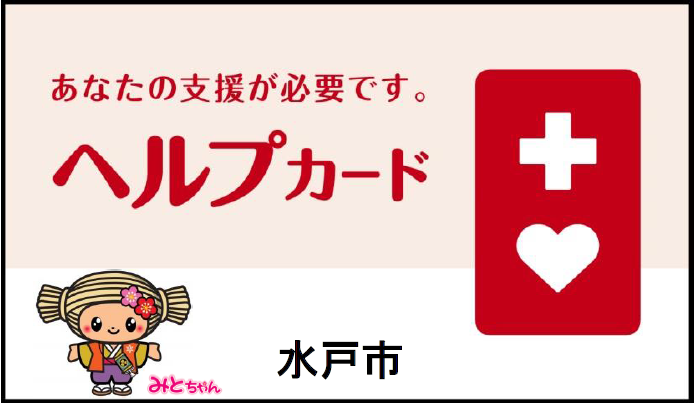 あなたの支援が必要です。
ヘルプカード
みとちゃん
水戸市